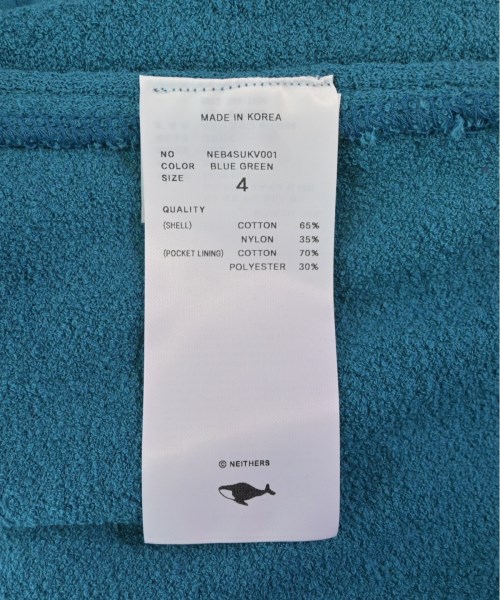 MADE IN KOREA
NO NEB4SUKV001
COLOR BLUE GREEN
SIZE 4
QUALITY
(SHELL) COTTON 65%
NYLON 35%
(POCKET LINING) COTTON 70%
POLYESTER 30%
© NEITHERS